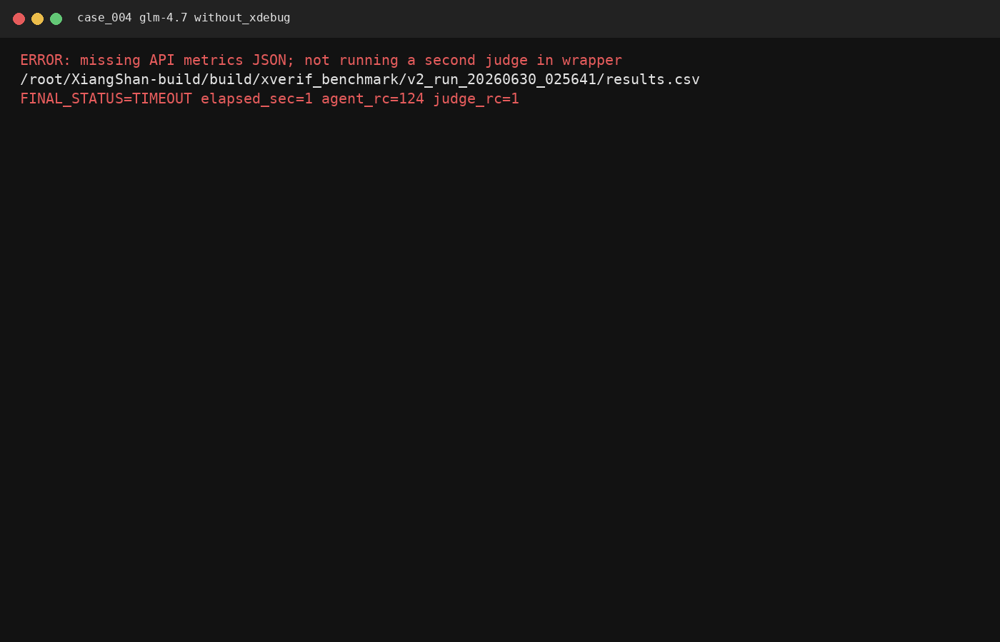 case_004 glm-4.7 without_xdebug
ERROR: missing API metrics JSON; not running a second judge in wrapper
/root/XiangShan-build/build/xverif_benchmark/v2_run_20260630_025641/results.csv
FINAL_STATUS=TIMEOUT elapsed_sec=1 agent_rc=124 judge_rc=1